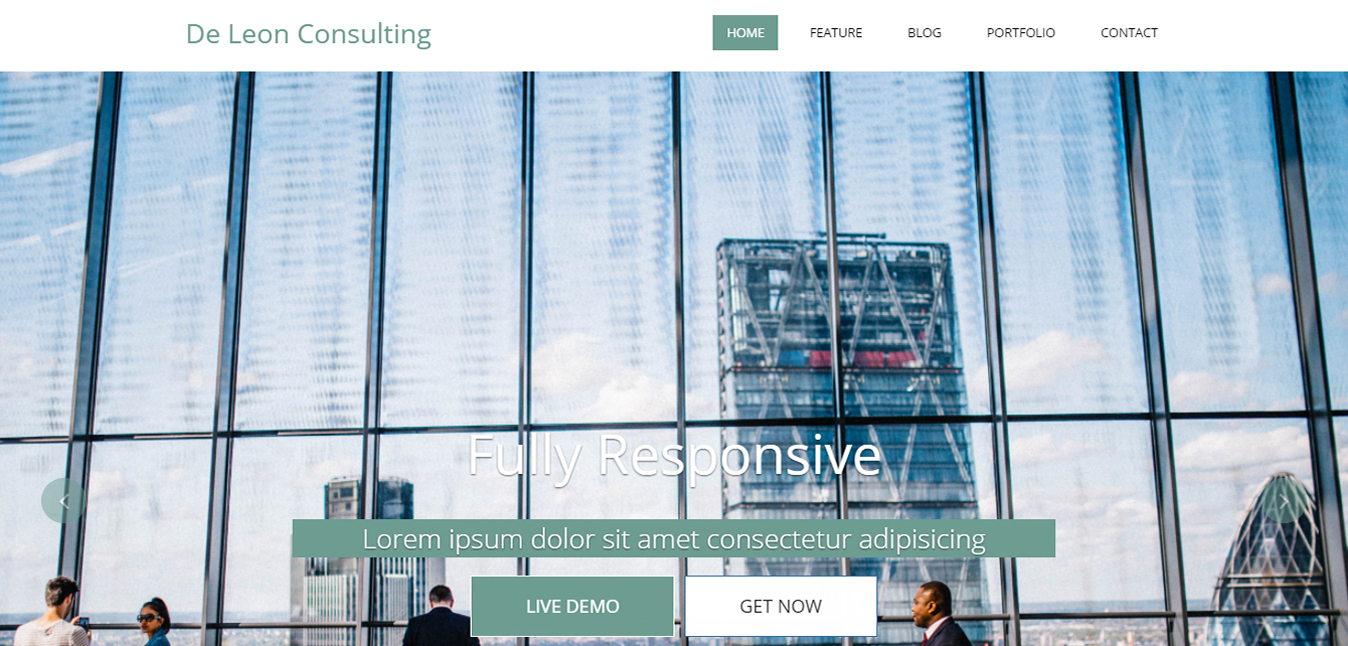 De Leon Consulting
HOME FEATURE BLOG PORTFOLIO CONTACT
Fully Responsive
Lorem ipsum dolor sit amet consectetur adipisicing
LIVE DEMO GET NOW